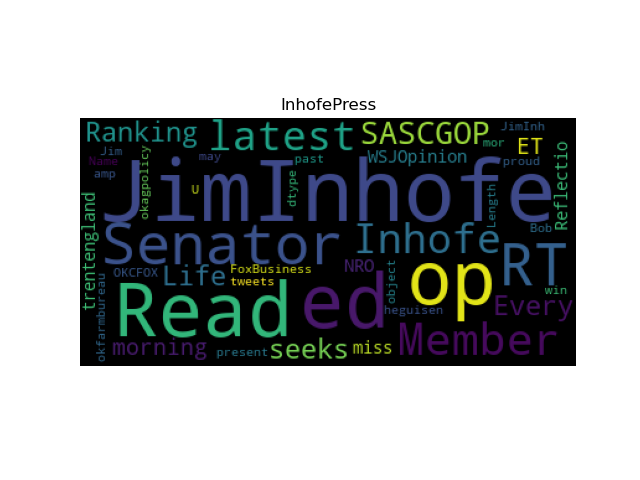 InhofePress
Ranking
latest
SASCGOP
JimInh
mor
ET
Jim
Name
amp
okagpolicy
may
past
WSJOpinion
proud
Reflectio
JimInhofe
U
dtype
Length
trentengland
Senator
Inhofe
Bob
RT
OKCFOX
Life
FoxBusiness
tweets
NRO
object
op
win
okfarmbureau
Read
ed
heguisen
Every
morning
present
seeks
miss
Member